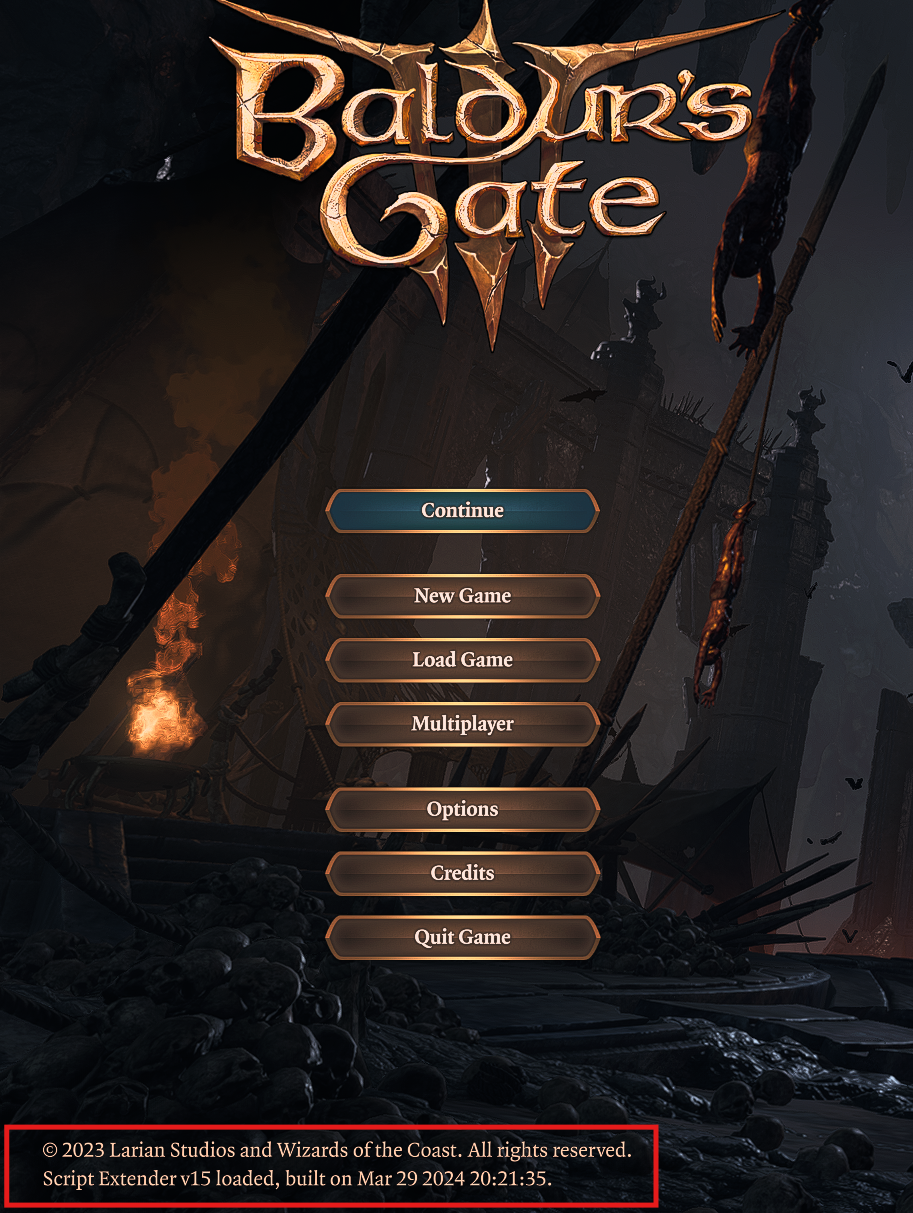 Baldur's
Gate
III
Continue
New Game
Load Game
Multiplayer
Options
Credits
Quit Game
© 2023 Larian Studios and Wizards of the Coast. All rights reserved.
Script Extender v15 loaded, built on Mar 29 2024 20:21:35.